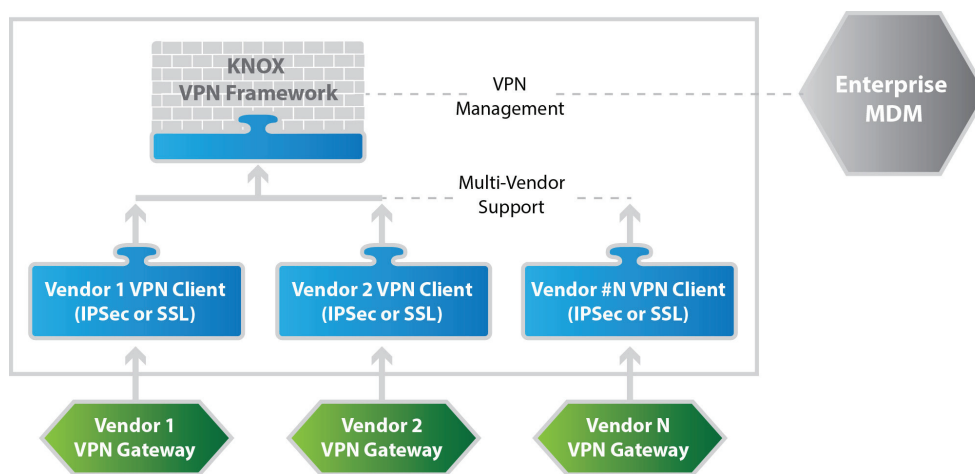 KNOX
VPN Framework
VPN
Management
Enterprise
MDM
Multi-Vendor
Support
Vendor 1 VPN Client
(IPSec or SSL)
Vendor 2 VPN Client
(IPSec or SSL)
Vendor #N VPN Client
(IPSec or SSL)
Vendor 1
VPN Gateway
Vendor 2
VPN Gateway
Vendor N
VPN Gateway